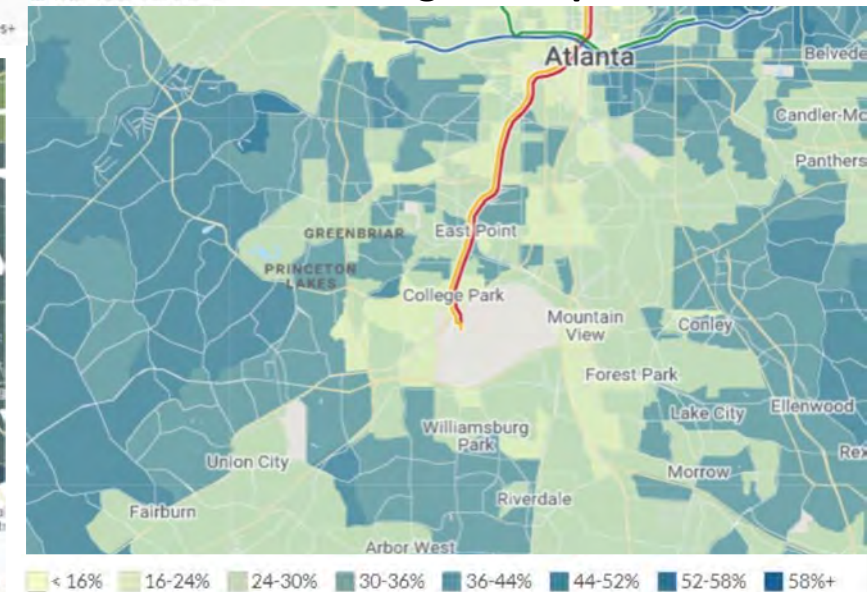 Atlanta
Belvede
Candler-Mc
Panthers
GREENBRIAR
East Point
PRINCETON
LAKES
College Park
Mountain
View
Conley
Forest Park
Lake City
Ellenwood
Williamsburg
Park
Rex
Union City
Morrow
Riverdale
Fairburn
Arbor West
< 16% 16-24% 24-30% 30-36% 36-44% 44-52% 52-58% 58%+